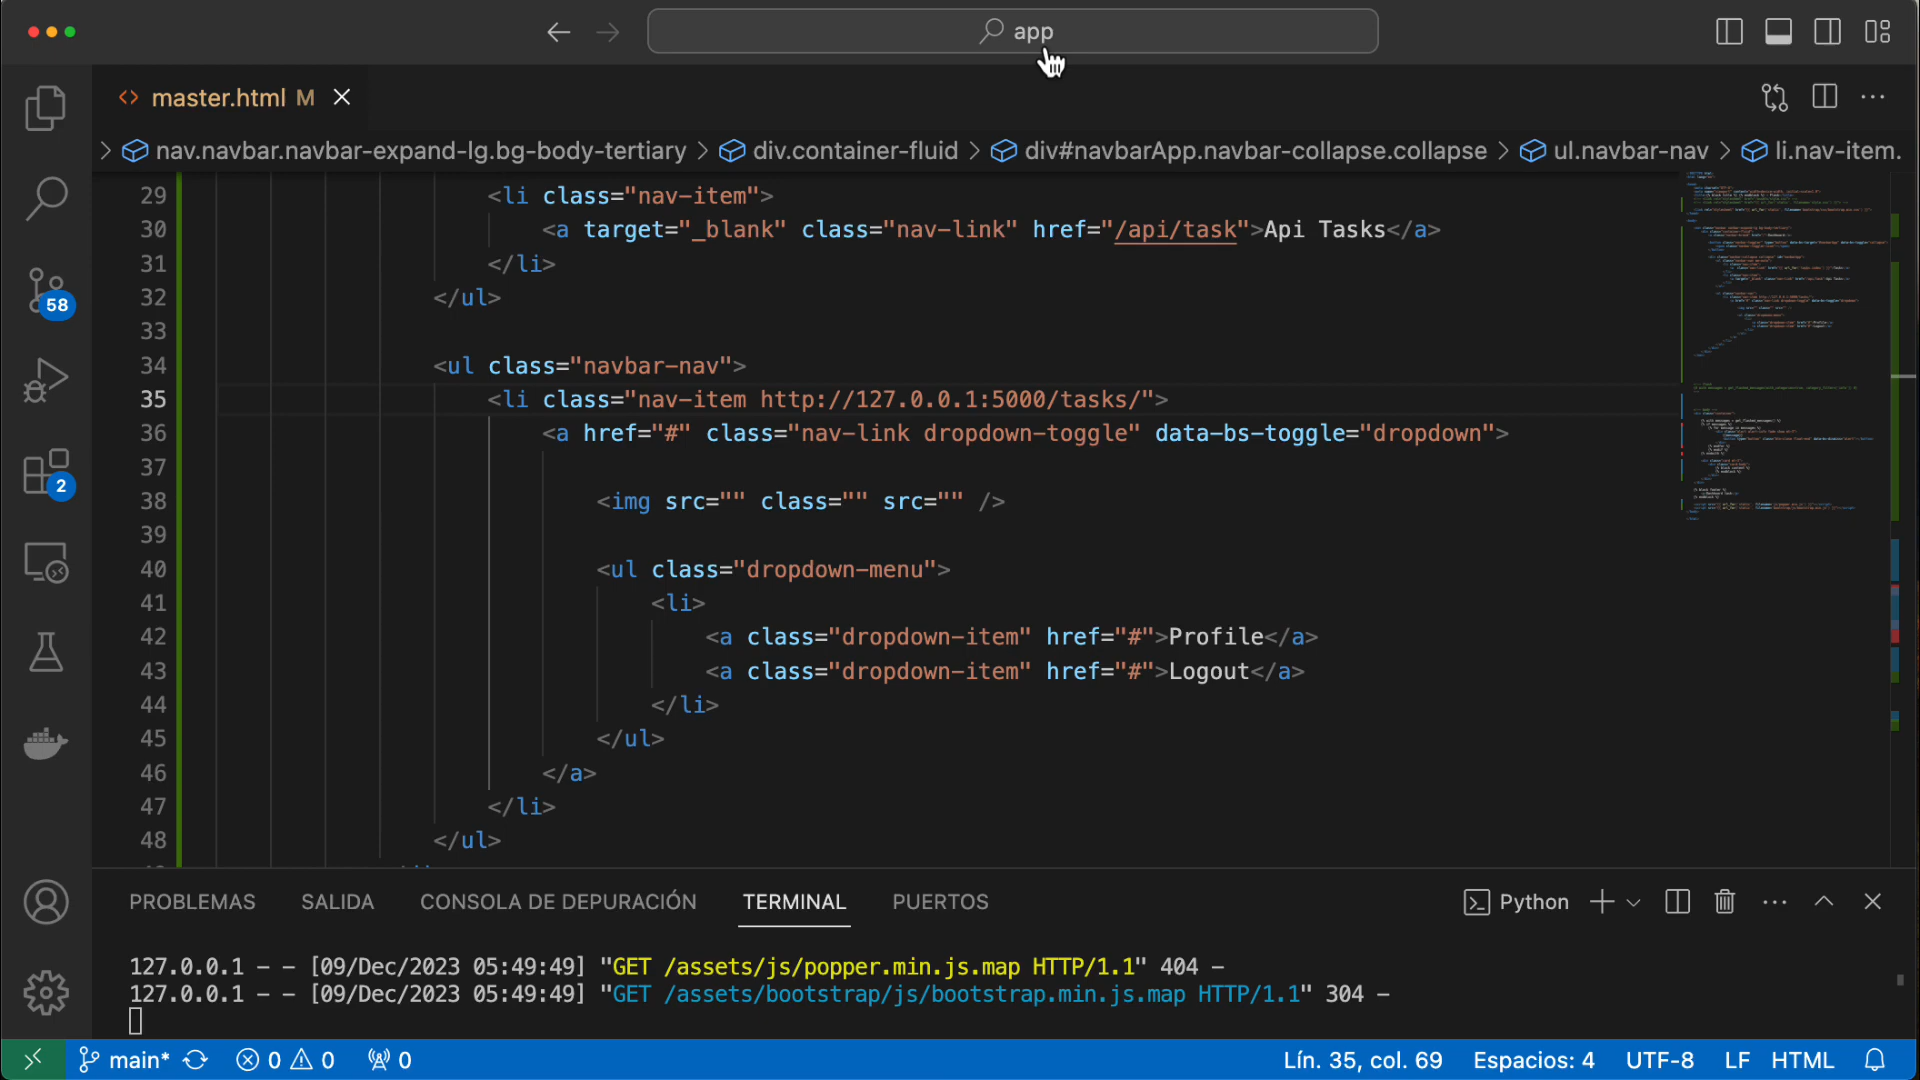 app
<> master.html M
> nav.navbar.navbar-expand-lg.bg-body-tertiary > div.container-fluid > div#navbarApp.navbar-collapse.collapse > ul.navbar-nav > li.nav-item.
29 <li class="nav-item">
30 <a target="_blank" class="nav-link" href="/api/task">Api Tasks</a>
31 </li>
32 </ul>
33
34 <ul class="navbar-nav">
35 <li class="nav-item http://127.0.0.1:5000/tasks/">
36 <a href="#" class="nav-link dropdown-toggle" data-bs-toggle="dropdown">
37
38 <img src="" class="" src="" />
39
40 <ul class="dropdown-menu">
41 <li>
42 <a class="dropdown-item" href="#">Profile</a>
43 <a class="dropdown-item" href="#">Logout</a>
44 </li>
45 </ul>
46 </a>
47 </li>
48 </ul>
58
2
PROBLEMAS SALIDA CONSOLA DE DEPURACIÓN TERMINAL PUERTOS Python
127.0.0.1 - - [09/Dec/2023 05:49:49] "GET /assets/js/popper.min.js.map HTTP/1.1" 404 -
127.0.0.1 - - [09/Dec/2023 05:49:49] "GET /assets/bootstrap/js/bootstrap.min.js.map HTTP/1.1" 304 -
main* 0 0 0 Lín. 35, col. 69 Espacios: 4 UTF-8 LF HTML